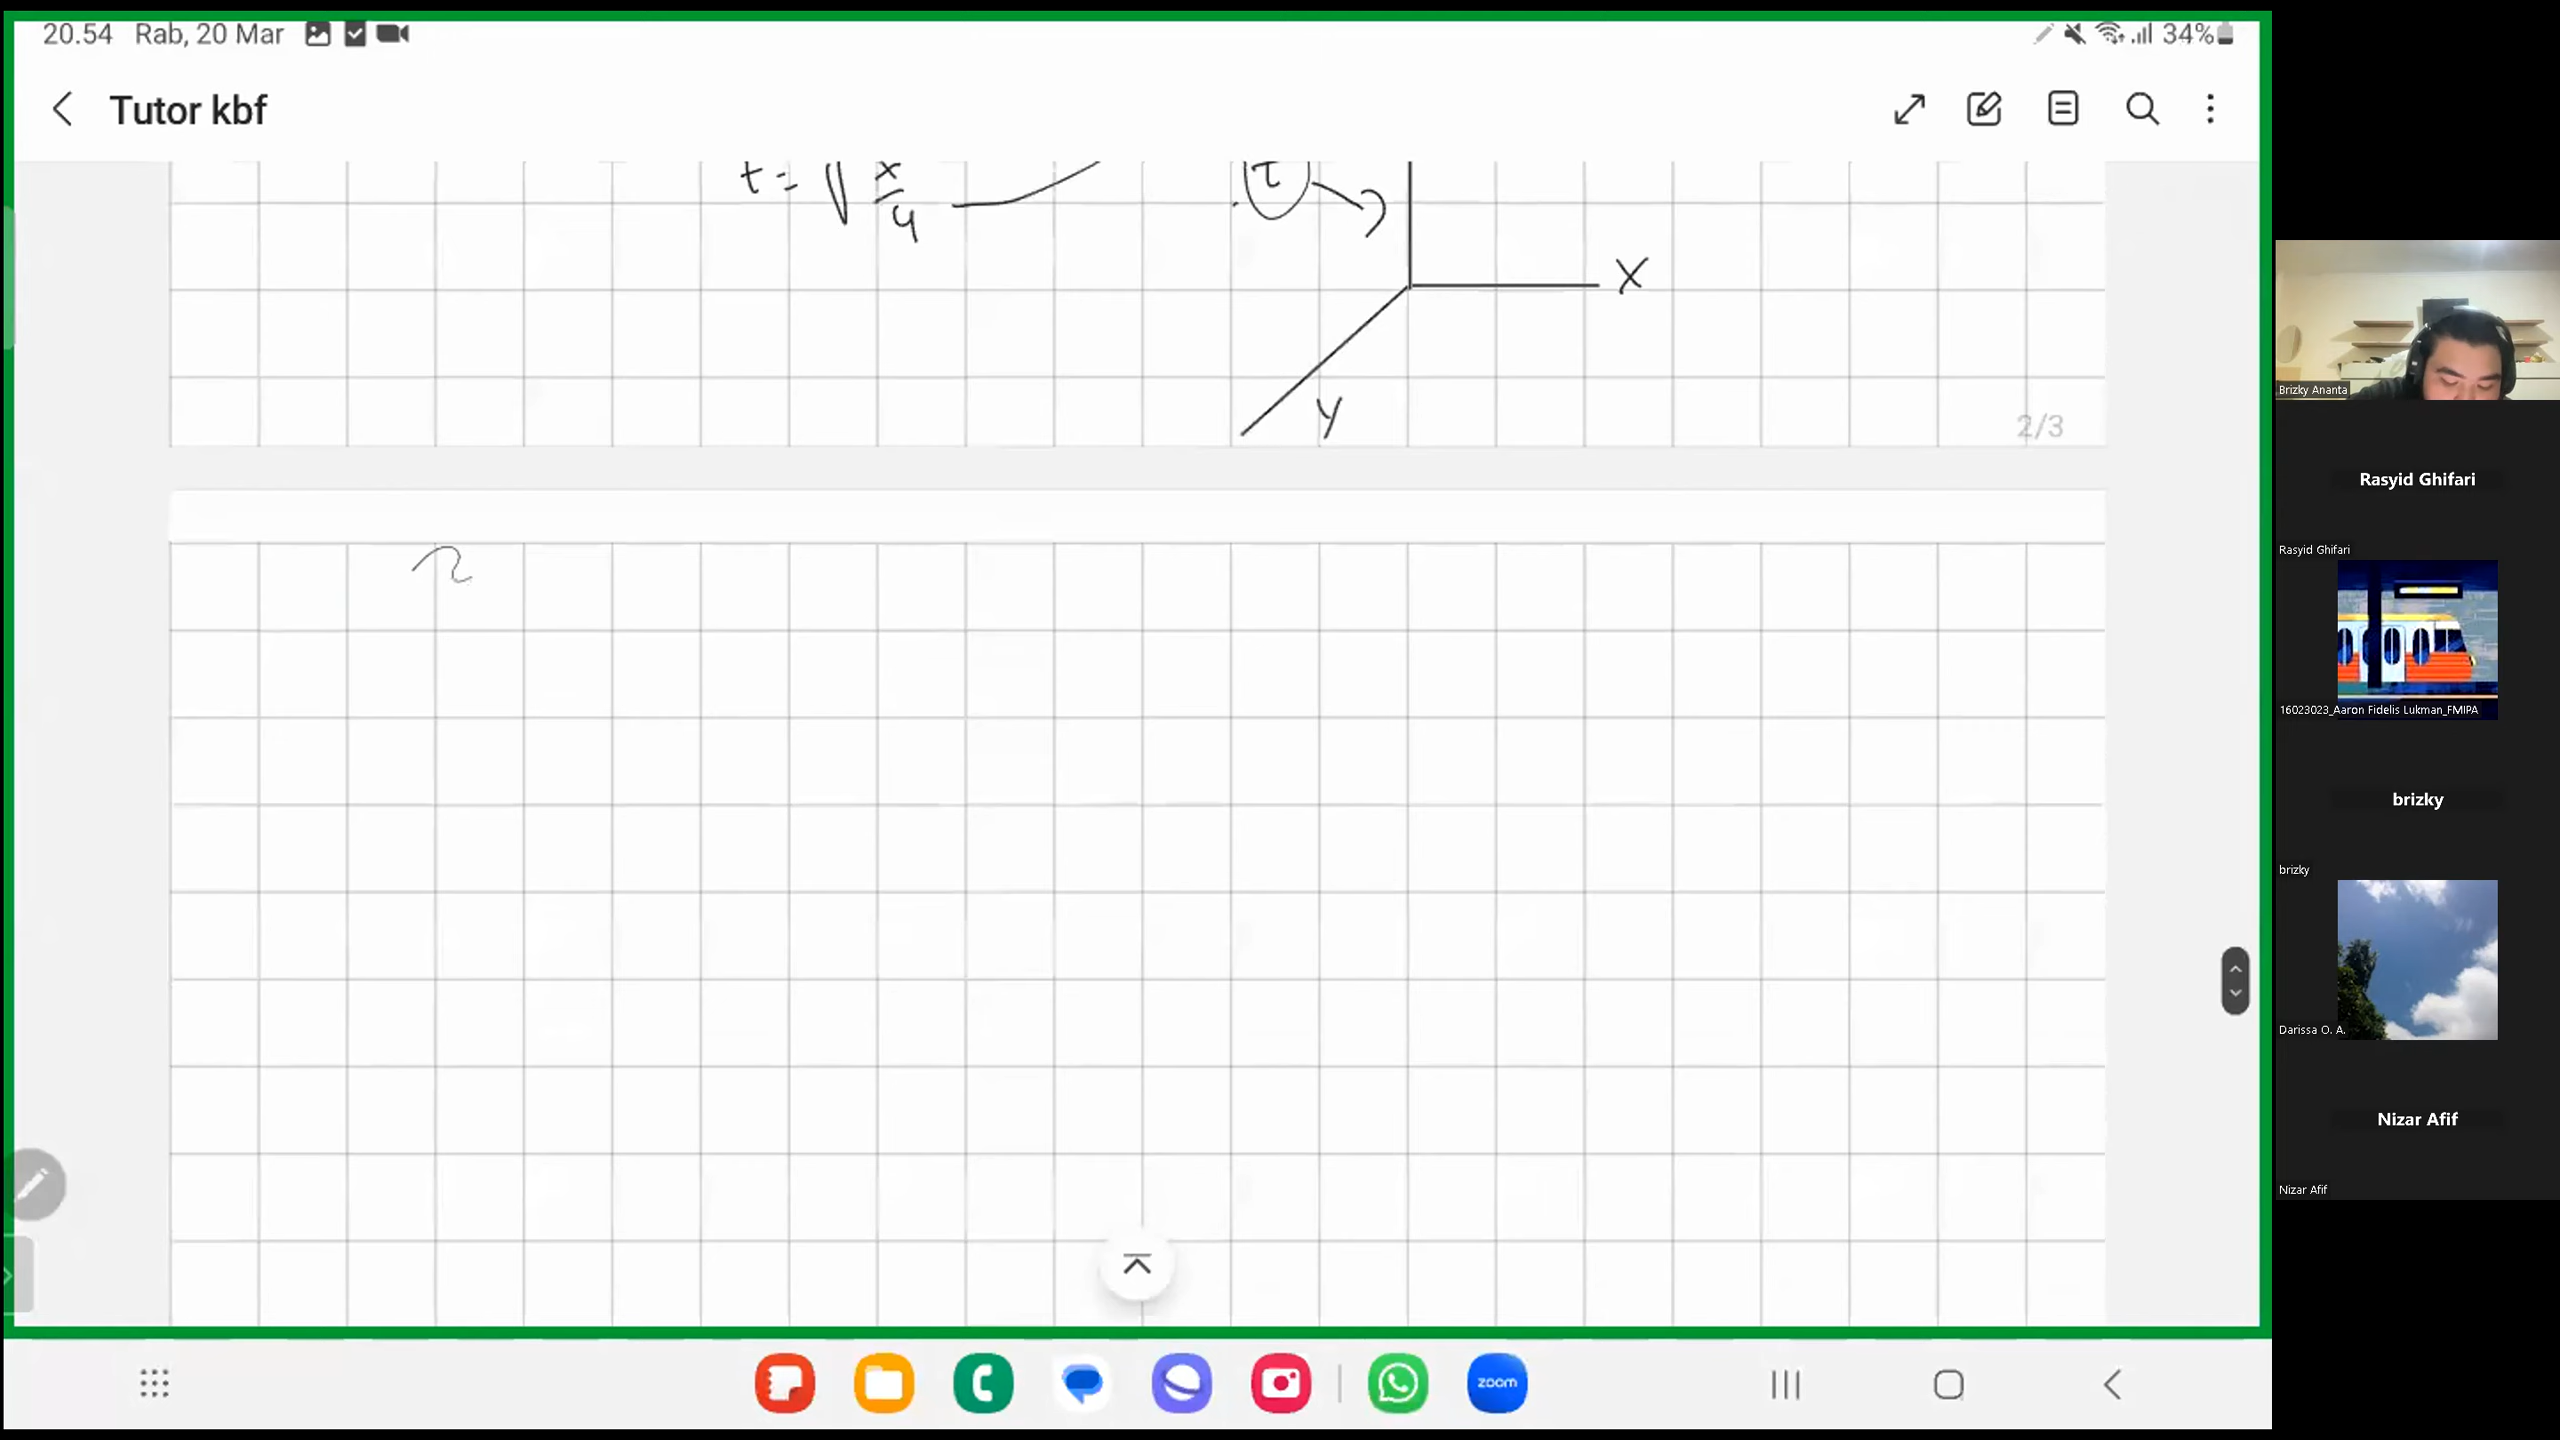 20.54 Rab, 20 Mar
34%
Tutor kbf
t = √ x/4
τ
X
y
2/3
r
Brizky Ananta
Rasyid Ghifari
Rasyid Ghifari
16023023_Aaron Fidelis Lukman_FMIPA
brizky
brizky
Darissa O. A.
Nizar Afif
Nizar Afif
zoom